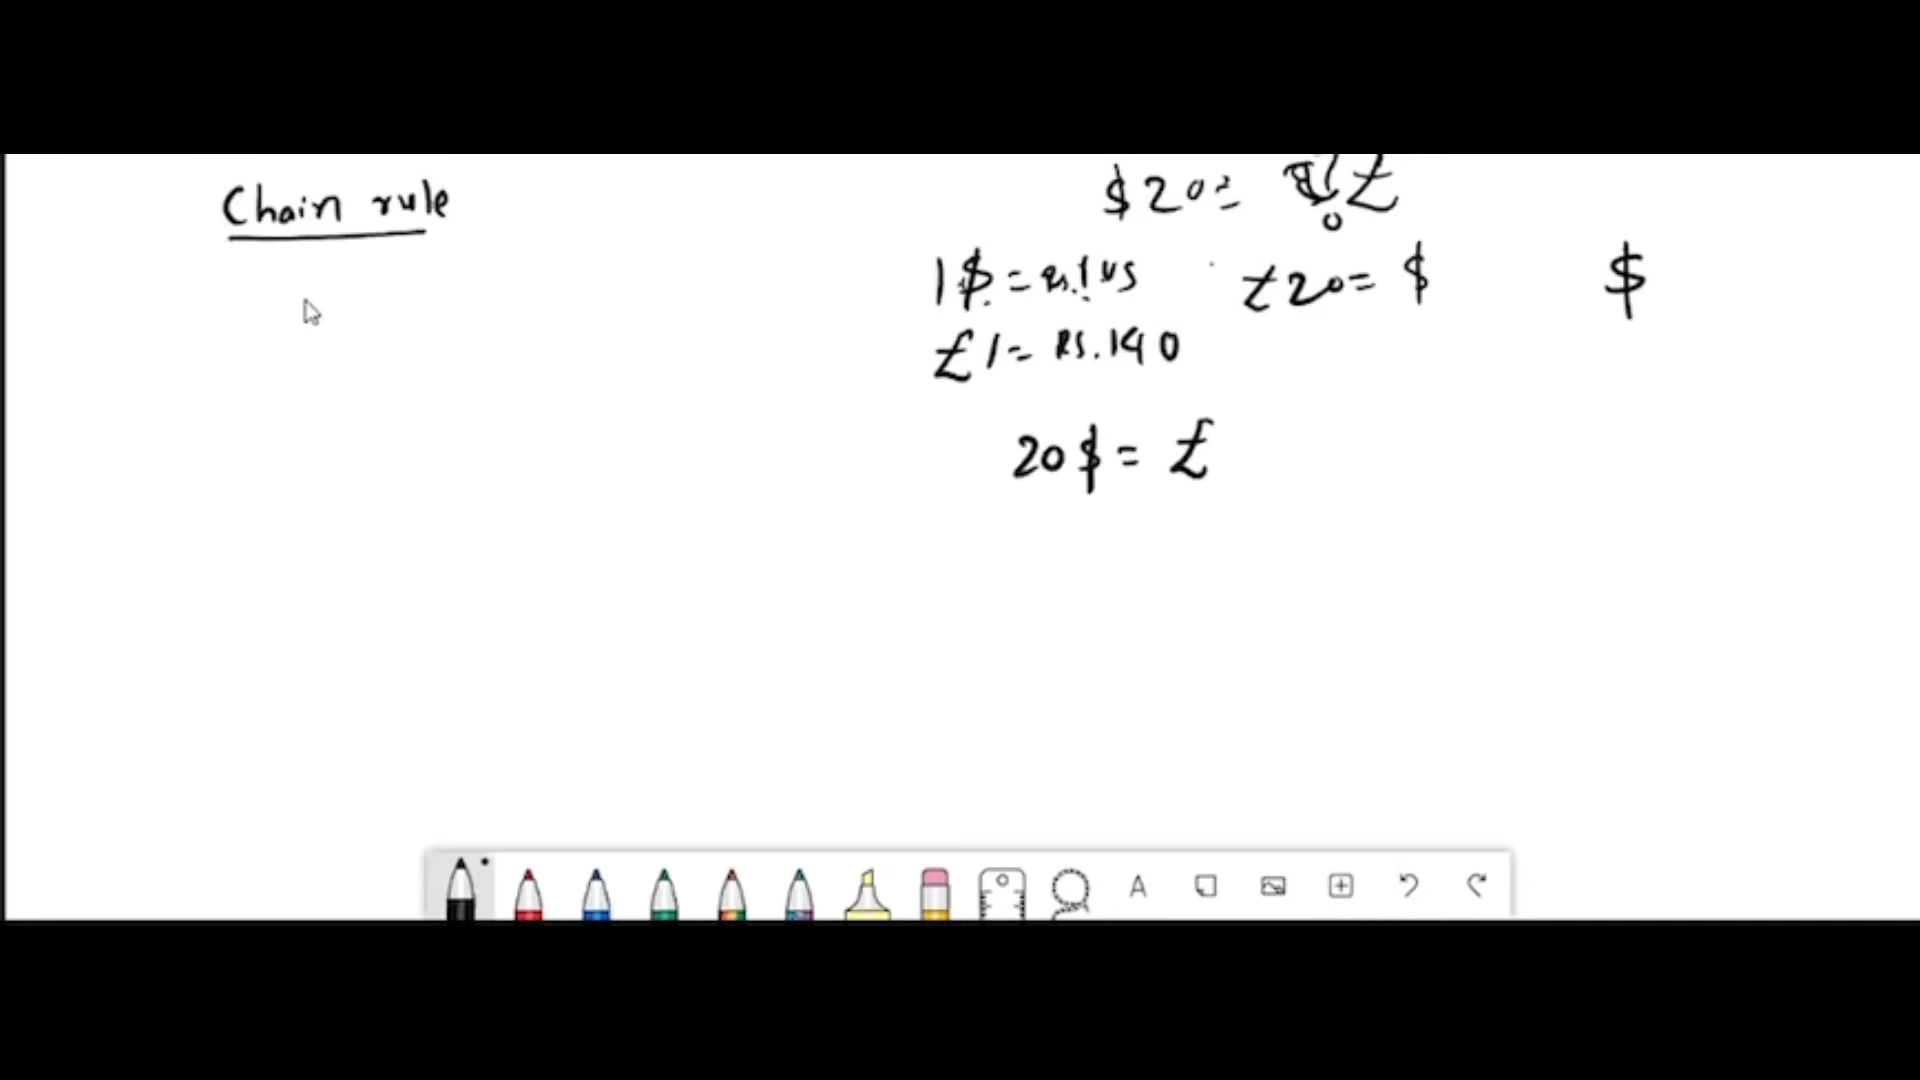 Chain rule
$20 = £
1$ = Rs.105
£20 = $
$
£1 = Rs.140
20$ = £
A